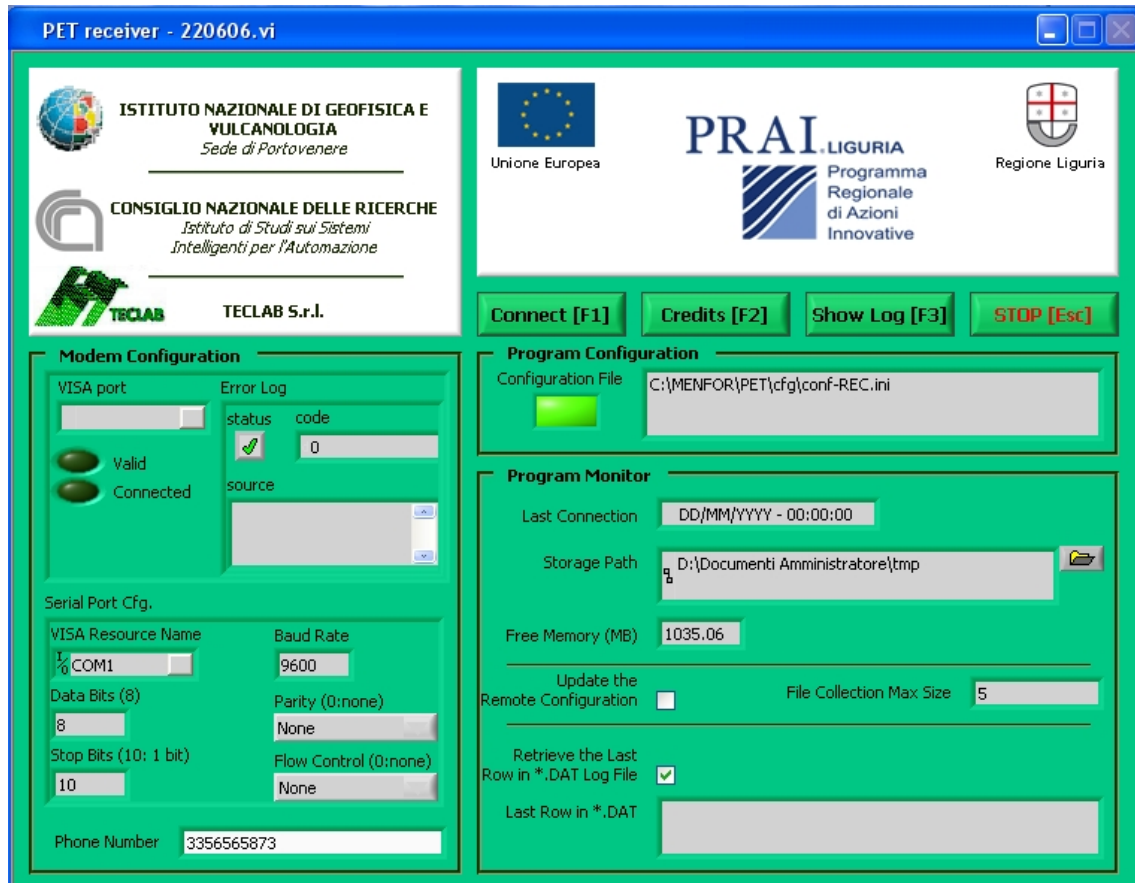 PET receiver - 220606.vi
ISTITUTO NAZIONALE DI GEOFISICA E
VULCANOLOGIA
Sede di Portovenere
CONSIGLIO NAZIONALE DELLE RICERCHE
Istituto di Studi sui Sistemi
Intelligenti per l'Automazione
TECLAB
TECLAB S.r.l.
Unione Europea
PRAI LIGURIA
Programma
Regionale
di Azioni
Innovative
Regione Liguria
Connect [F1]
Credits [F2]
Show Log [F3]
STOP [Esc]
Modem Configuration
VISA port
Error Log
status
code
0
Valid
Connected
source
Serial Port Cfg.
VISA Resource Name
Baud Rate
I/O COM1
9600
Data Bits (8)
Parity (0:none)
8
None
Stop Bits (10: 1 bit)
Flow Control (0:none)
10
None
Phone Number
3356565873
Program Configuration
Configuration File
C:\MENFOR\PET\cfg\conf-REC.ini
Program Monitor
Last Connection
DD/MM/YYYY - 00:00:00
Storage Path
D:\Documenti Amministratore\tmp
Free Memory (MB)
1035.06
Update the
Remote Configuration
File Collection Max Size
5
Retrieve the Last
Row in *.DAT Log File
Last Row in *.DAT